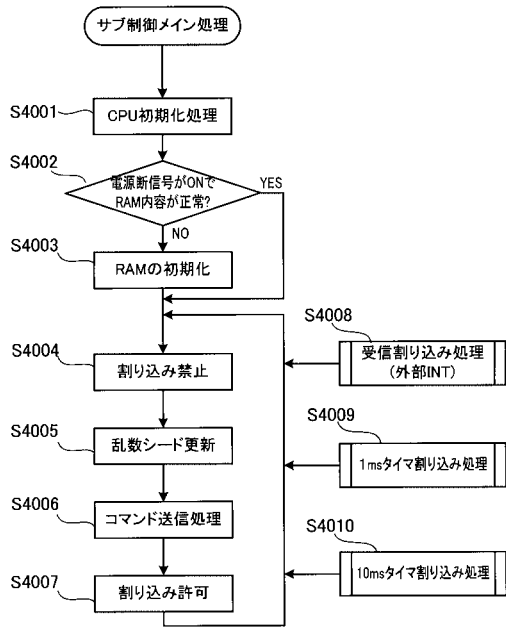 サブ制御メイン処理
S4001
CPU初期化処理
S4002
電源断信号がONで
RAM内容が正常?
YES
NO
S4003
RAMの初期化
S4004
割り込み禁止
S4005
乱数シード更新
S4006
コマンド送信処理
S4007
割り込み許可
S4008
受信割り込み処理
(外部INT)
S4009
1msタイマ割り込み処理
S4010
10msタイマ割り込み処理